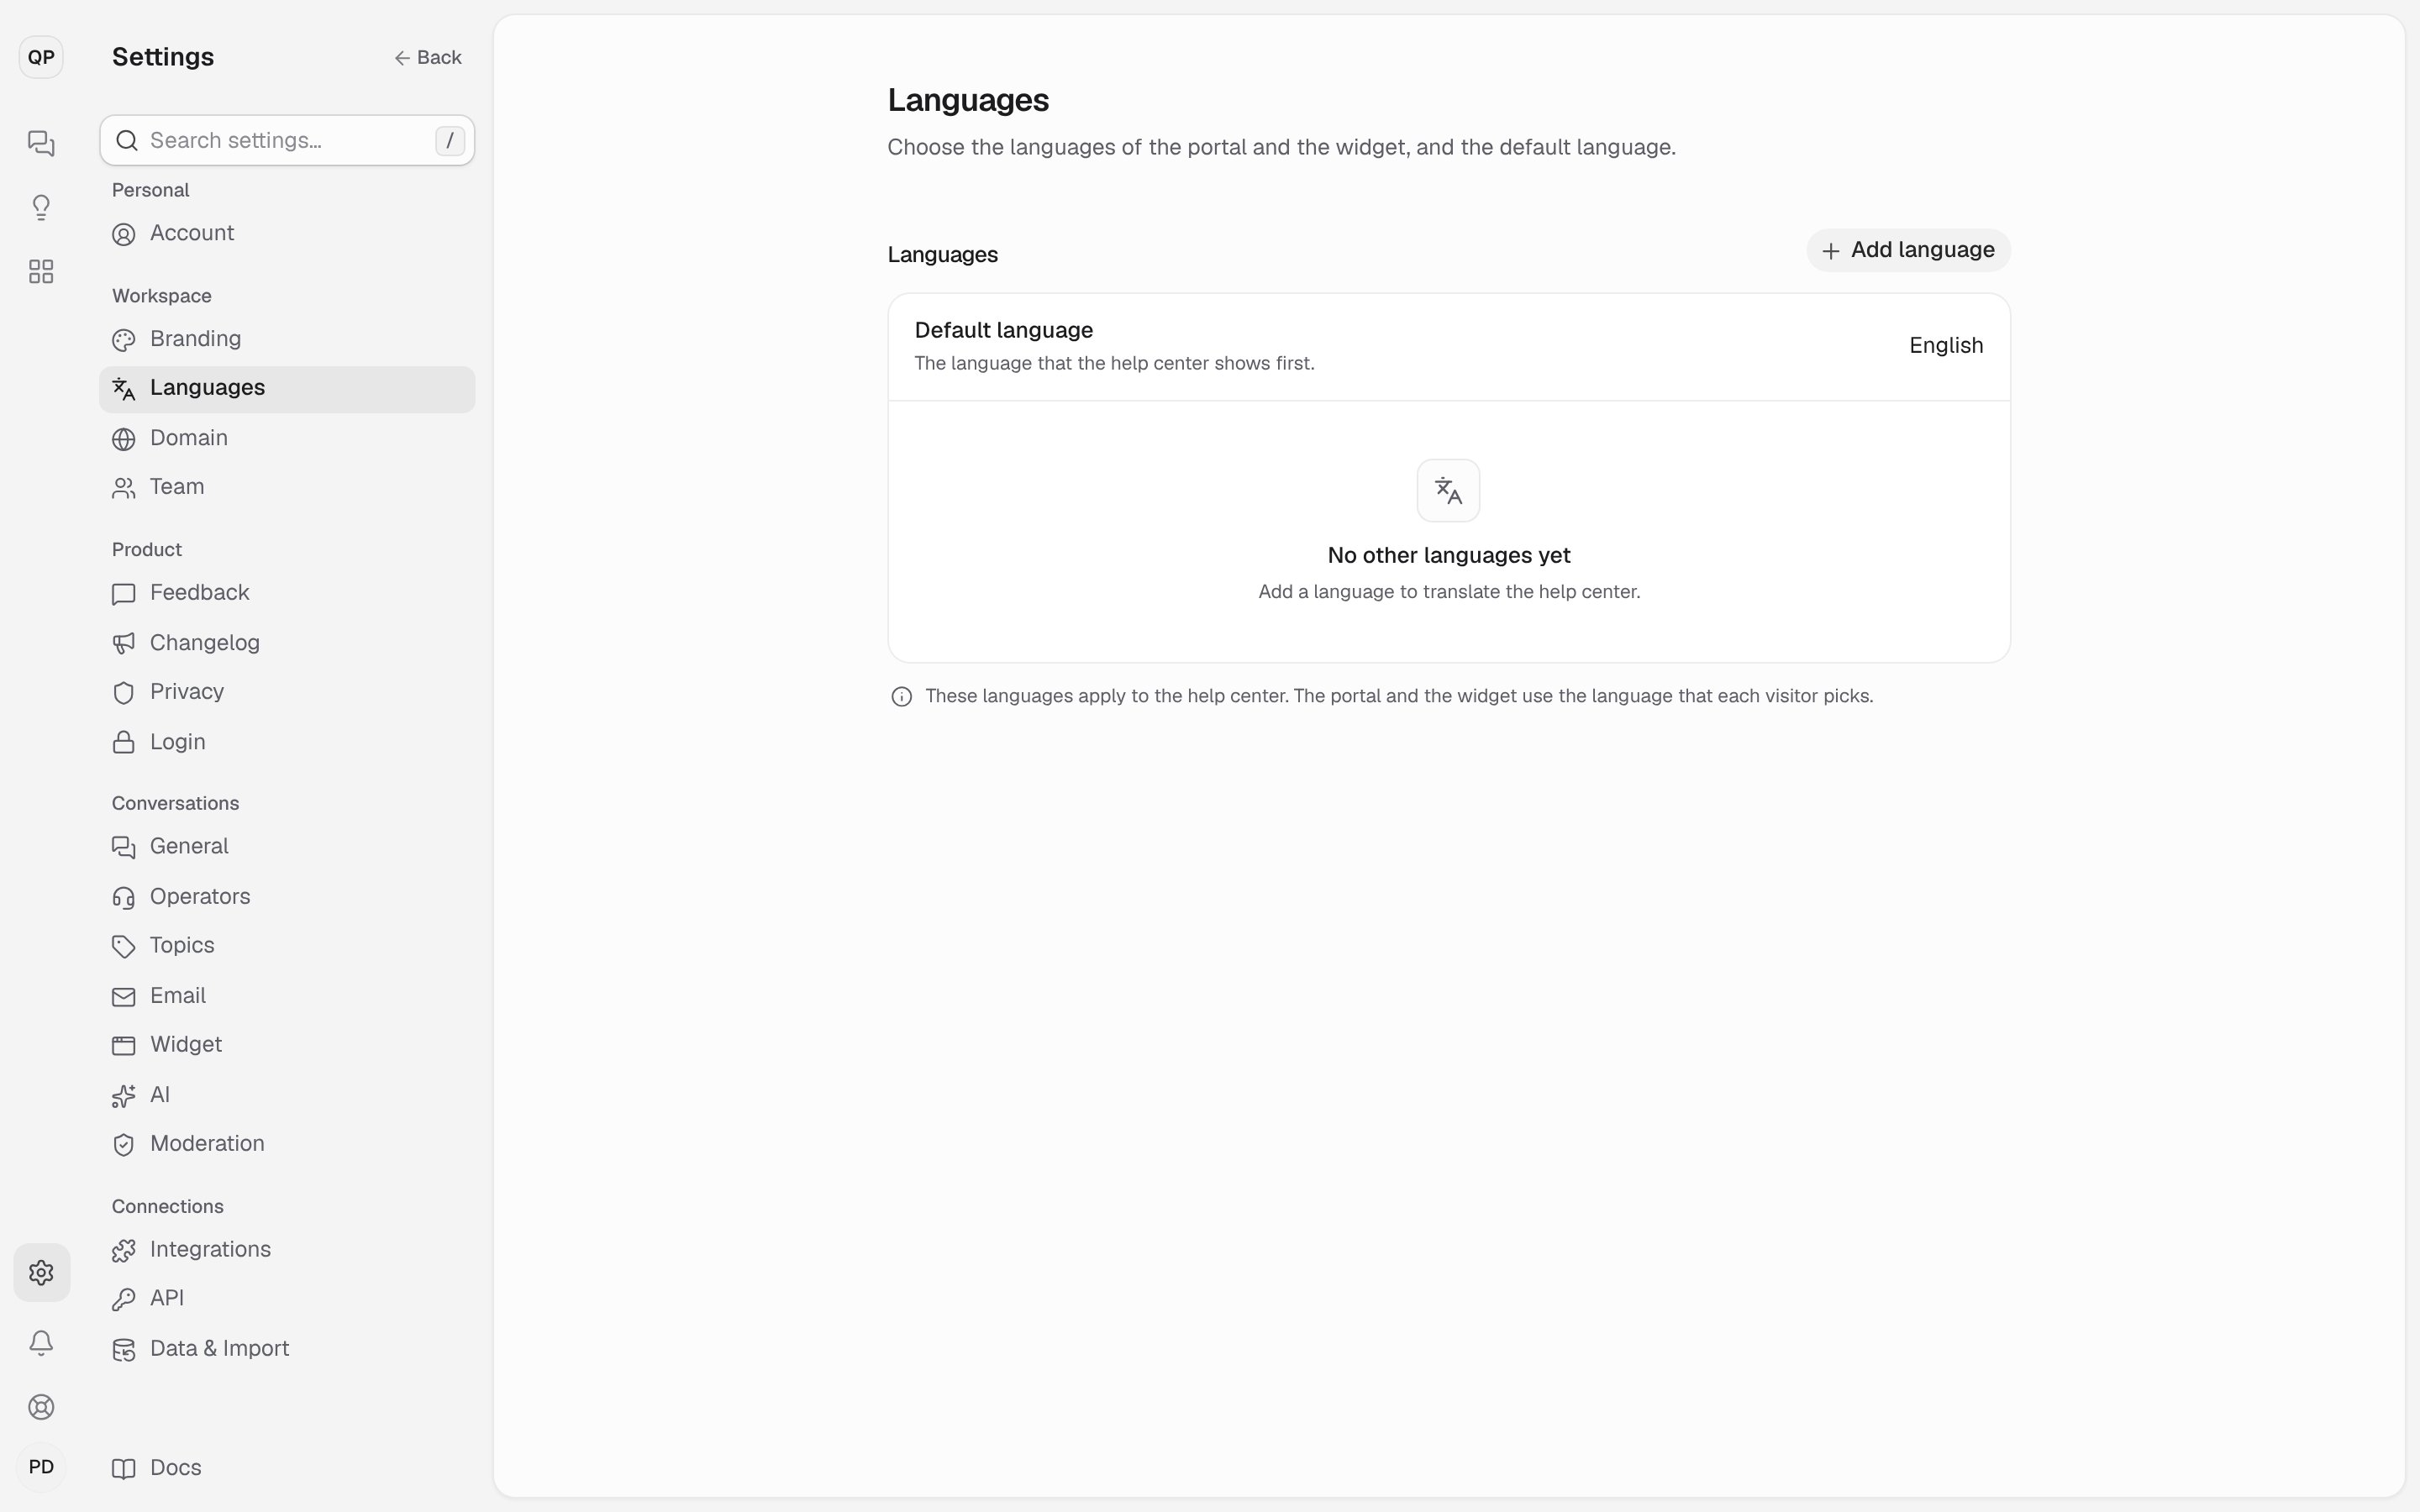 QP
Settings
Back
Search settings...
/
Personal
Account
Workspace
Branding
Languages
Domain
Team
Product
Feedback
Changelog
Privacy
Login
Conversations
General
Operators
Topics
Email
Widget
AI
Moderation
Connections
Integrations
API
Data & Import
PD
Docs
Languages
Choose the languages of the portal and the widget, and the default language.
Languages
Add language
Default language
The language that the help center shows first.
English
No other languages yet
Add a language to translate the help center.
These languages apply to the help center. The portal and the widget use the language that each visitor picks.